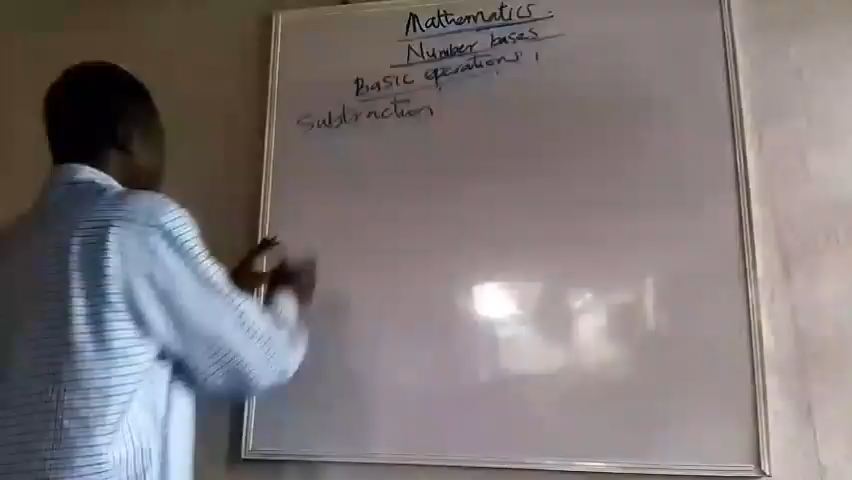 Mathematics.
Number bases
Basic operations!
Subtraction